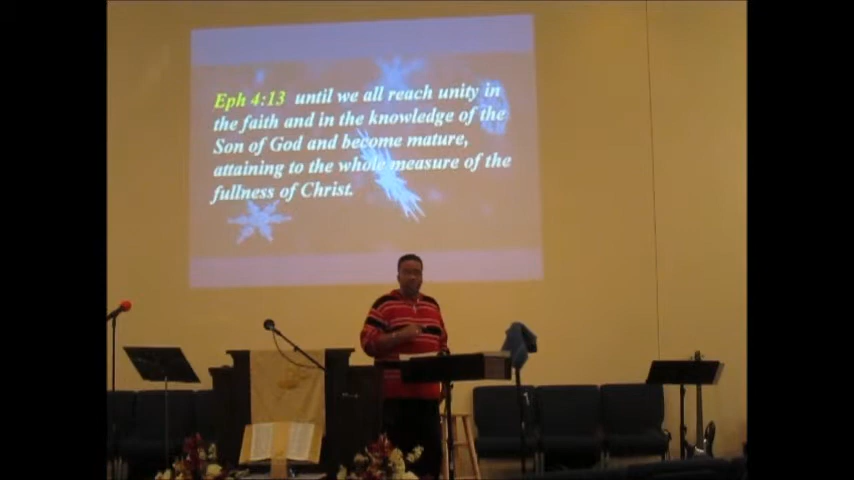 Eph 4:13 until we all reach unity in
the faith and in the knowledge of the
Son of God and become mature,
attaining to the whole measure of the
fullness of Christ.